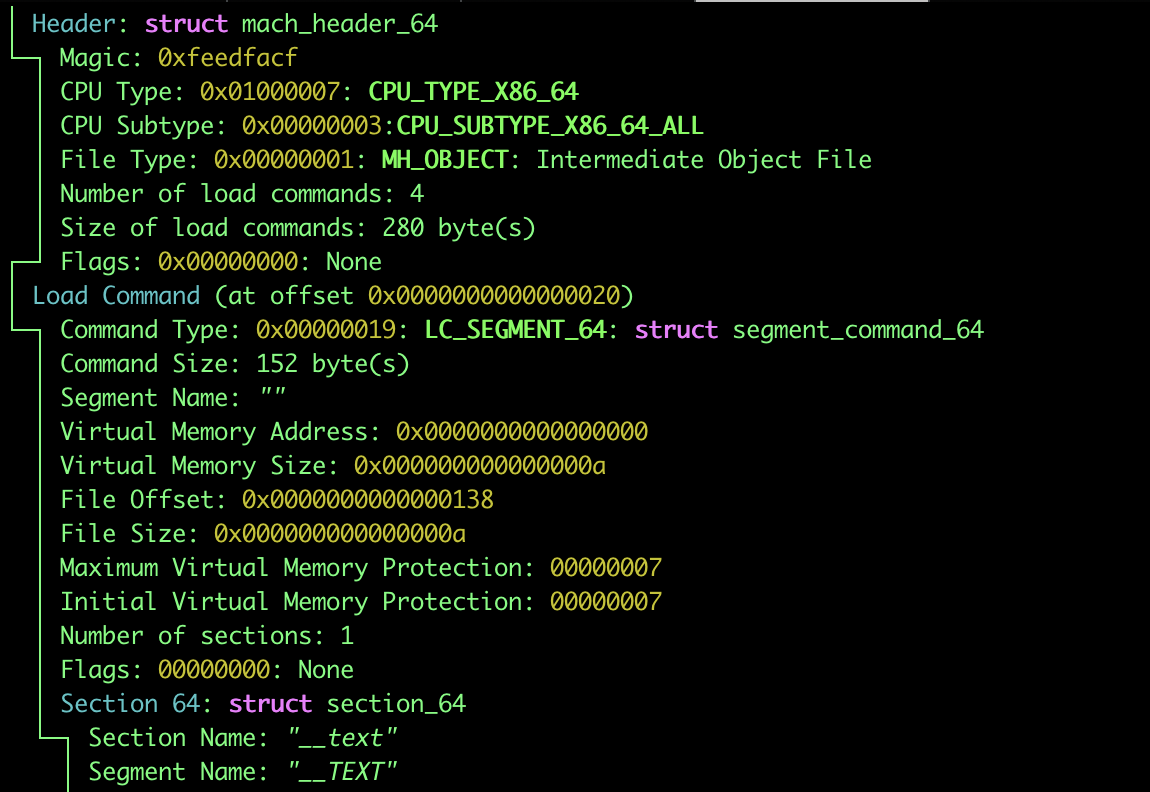 Header: struct mach_header_64
Magic: 0xfeedfacf
CPU Type: 0x01000007: CPU_TYPE_X86_64
CPU Subtype: 0x00000003:CPU_SUBTYPE_X86_64_ALL
File Type: 0x00000001: MH_OBJECT: Intermediate Object File
Number of load commands: 4
Size of load commands: 280 byte(s)
Flags: 0x00000000: None
Load Command (at offset 0x0000000000000020)
Command Type: 0x00000019: LC_SEGMENT_64: struct segment_command_64
Command Size: 152 byte(s)
Segment Name: ""
Virtual Memory Address: 0x0000000000000000
Virtual Memory Size: 0x000000000000000a
File Offset: 0x0000000000000138
File Size: 0x000000000000000a
Maximum Virtual Memory Protection: 00000007
Initial Virtual Memory Protection: 00000007
Number of sections: 1
Flags: 00000000: None
Section 64: struct section_64
Section Name: "__text"
Segment Name: "__TEXT"